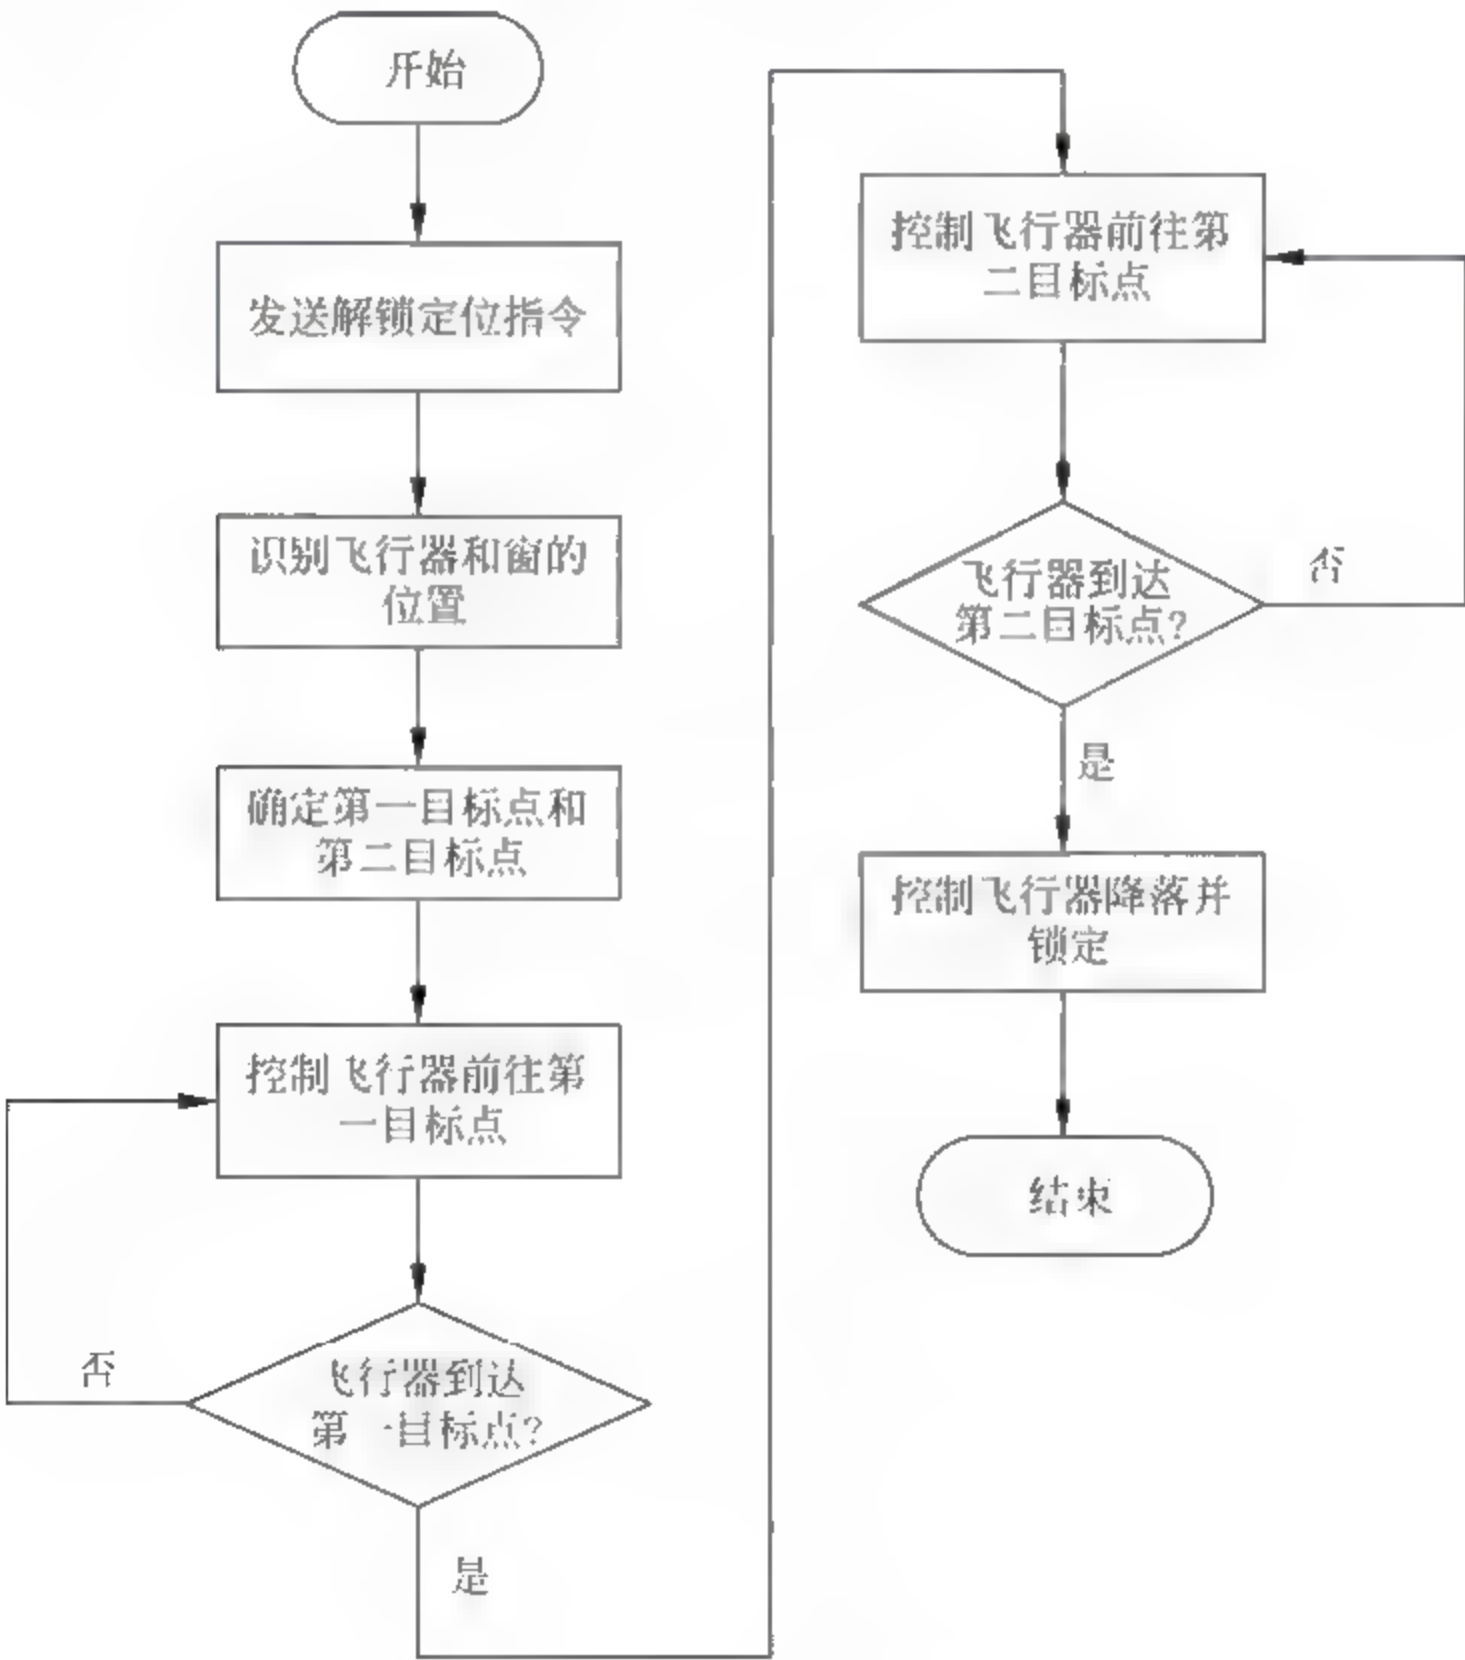 开始
发送解锁定位指令
识别飞行器和窗的
位置
确定第一目标点和
第二目标点
控制飞行器前往第
一目标点
飞行器到达
第一目标点?
否
是
控制飞行器前往第
二目标点
飞行器到达
第二目标点?
否
是
控制飞行器降落并
锁定
结束